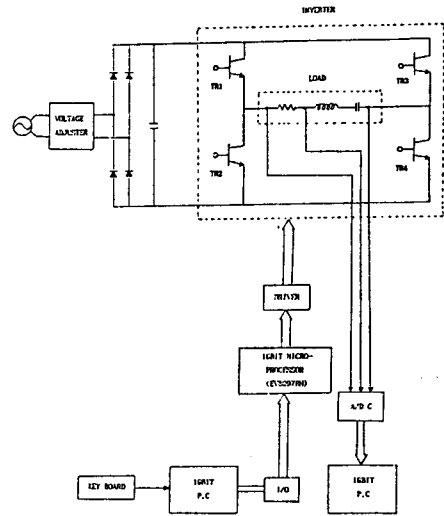 INVERTER
LOAD
TR1
TR3
VOLTAGE
ADJUSTER
TR2
TR4
DRIVER
16BIT MICRO-
PROCESSOR
A/D C
KEY BOARD
16BIT
P.C
I/O
16BIT
P.C